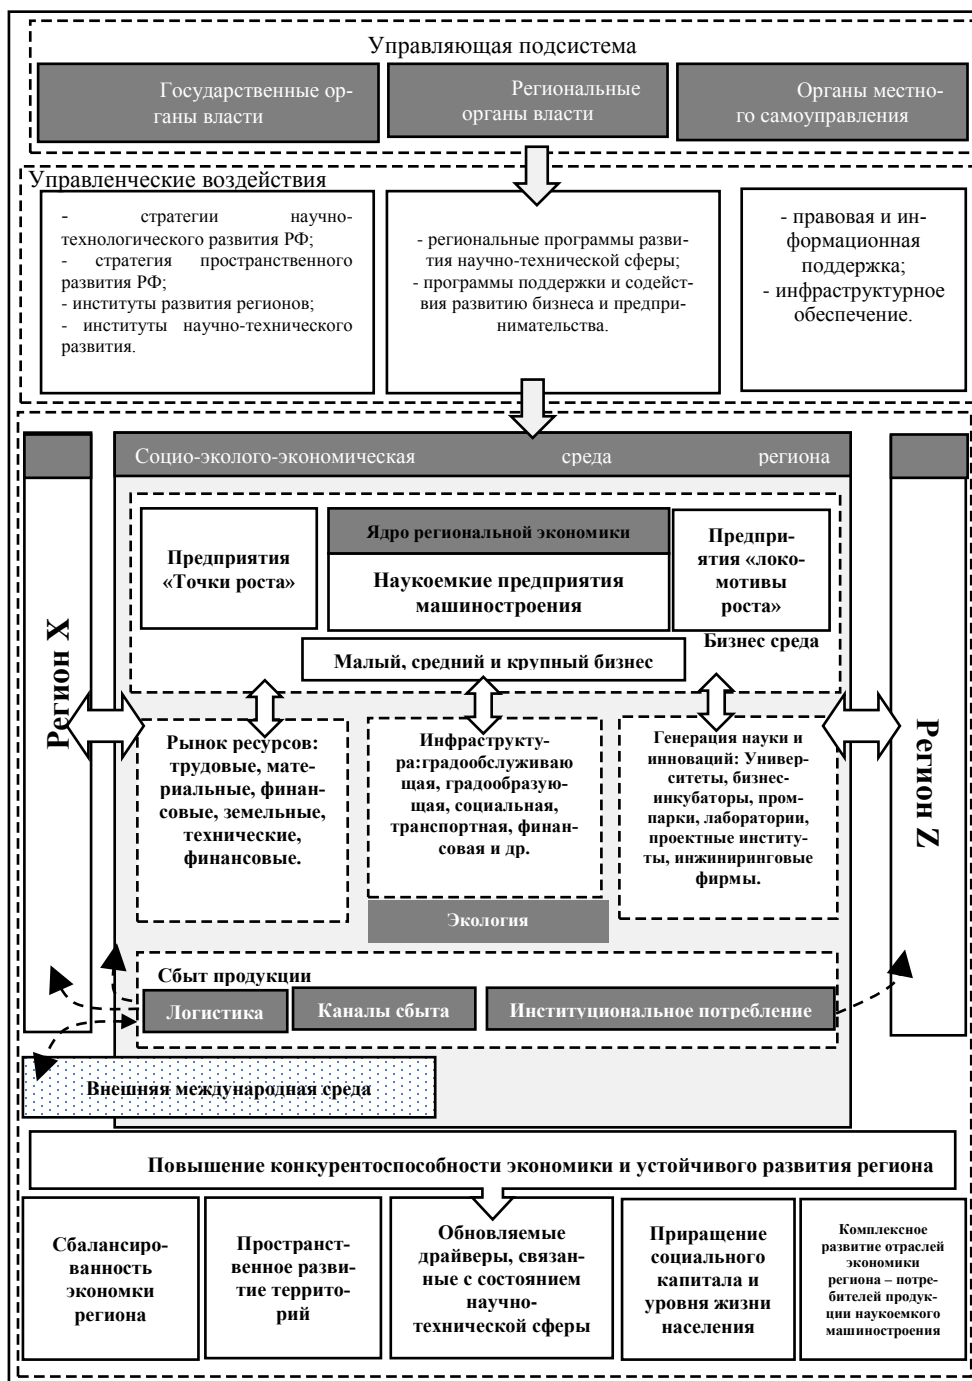 Управляющая подсистема
Государственные ор-
ганы власти
Региональные
органы власти
Органы местно-
го самоуправления
Управленческие воздействия
- стратегии научно-
технологического развития РФ;
- стратегия пространственного
развития РФ;
- институты развития регионов;
- институты научно-технического
развития.
- региональные программы разви-
тия научно-технической сферы;
- программы поддержки и содейст-
вия развитию бизнеса и предпри-
нимательства.
- правовая и ин-
формационная
поддержка;
- инфраструктурное
обеспечение.
Социо-эколого-экономическая среда региона
Регион X
Предприятия
«Точки роста»
Ядро региональной экономики
Наукоемкие предприятия
машиностроения
Предпри-
ятия «локо-
мотивы
роста»
Бизнес среда
Малый, средний и крупный бизнес
Рынок ресурсов:
трудовые, мате-
риальные, финан-
совые, земельные,
технические,
финансовые.
Инфраструкту-
ра:градообслуживаю
щая, градообразую-
щая, социальная,
транспортная, финан-
совая и др.
Генерация науки и
инноваций: Универ-
ситеты, бизнес-
инкубаторы, пром-
парки, лаборатории,
проектные институ-
ты, инжиниринговые
фирмы.
Регион Z
Экология
Сбыт продукции
Логистика
Каналы сбыта
Институциональное потребление
Внешняя международная среда
Повышение конкурентоспособности экономики и устойчивого развития региона
Сбалансиро-
ванность
экономки
региона
Пространст-
венное разви-
тие террито-
рий
Обновляемые
драйверы, связан-
ные с состоянием
научно-
технической сферы
Приращение
социального
капитала и
уровня жизни
населения
Комплексное
развитие отраслей
экономики
региона – потре-
бителей продук-
ции наукоемкого
машиностроения